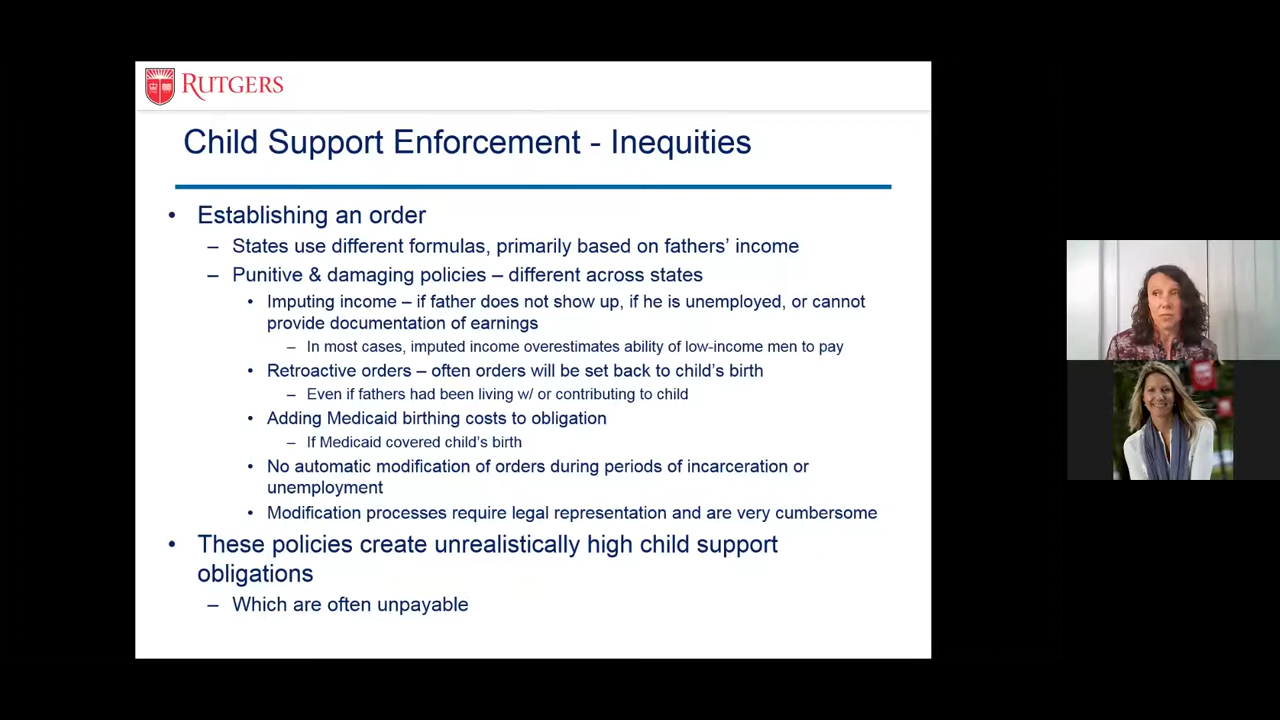 RUTGERS
Child Support Enforcement - Inequities
• Establishing an order
– States use different formulas, primarily based on fathers’ income
– Punitive & damaging policies – different across states
• Imputing income – if father does not show up, if he is unemployed, or cannot
provide documentation of earnings
– In most cases, imputed income overestimates ability of low-income men to pay
• Retroactive orders – often orders will be set back to child’s birth
– Even if fathers had been living w/ or contributing to child
• Adding Medicaid birthing costs to obligation
– If Medicaid covered child’s birth
• No automatic modification of orders during periods of incarceration or
unemployment
• Modification processes require legal representation and are very cumbersome
• These policies create unrealistically high child support
obligations
– Which are often unpayable